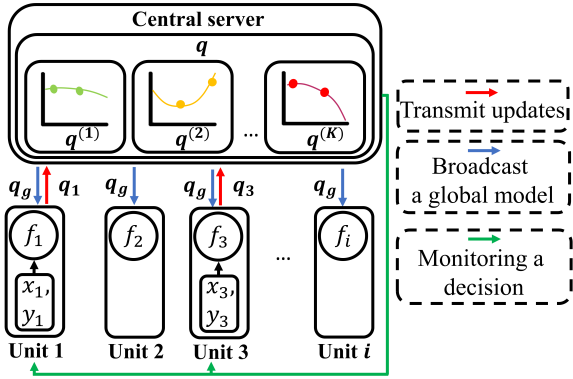 Central server
q
q^(1) q^(2) ... q^(K)
q_g q_1 q_g q_g q_3 q_g
f_1 f_2 f_3 ... f_i
x_1, y_1
x_3, y_3
Unit 1 Unit 2 Unit 3 Unit i
Transmit updates
Broadcast
a global model
Monitoring a
decision